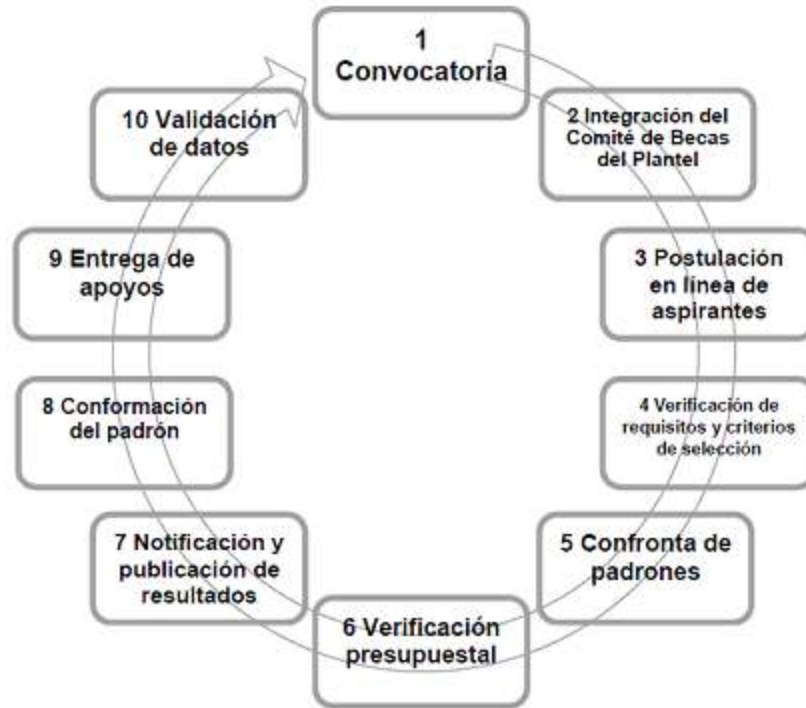 1
Convocatoria
2 Integración del
Comité de Becas
del Plantel
3 Postulación
en línea de
aspirantes
4 Verificación de
requisitos y criterios
de selección
5 Confronta de
padrones
6 Verificación
presupuestal
7 Notificación y
publicación de
resultados
8 Conformación
del padrón
9 Entrega de
apoyos
10 Validación
de datos